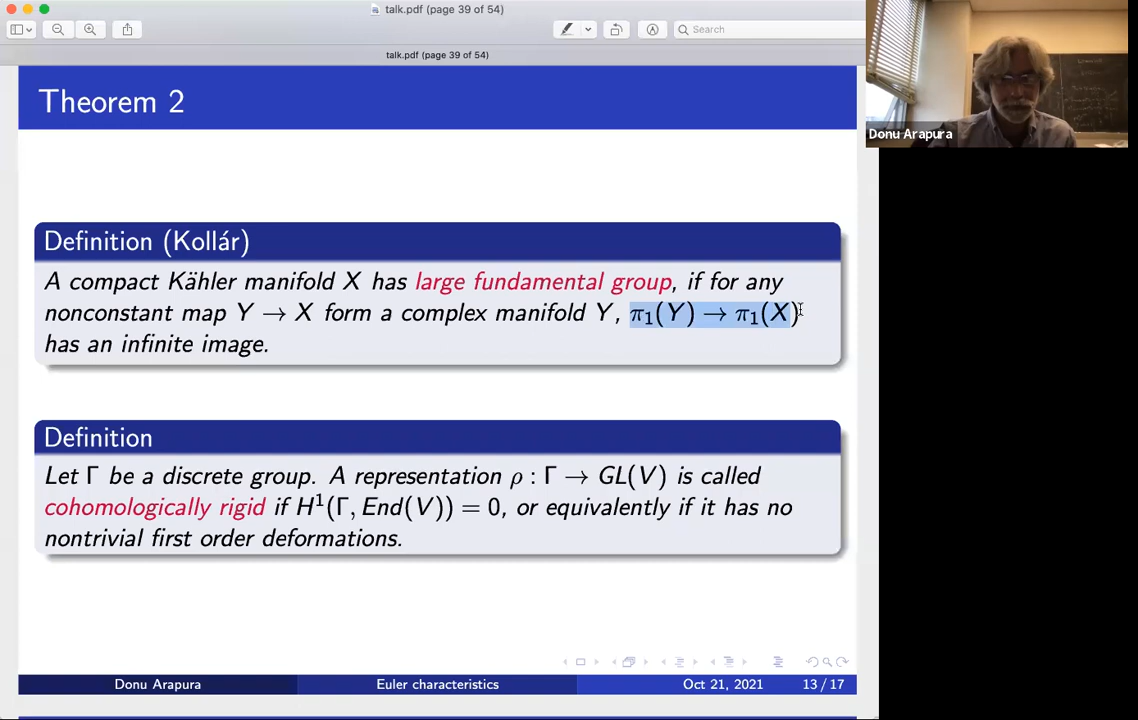 talk.pdf (page 39 of 54)
Search
talk.pdf (page 39 of 54)
Donu Arapura
Theorem 2
Definition (Kollár)
A compact Kähler manifold X has large fundamental group, if for any
nonconstant map Y → X form a complex manifold Y, π₁(Y) → π₁(X)
has an infinite image.
Definition
Let Γ be a discrete group. A representation ρ : Γ → GL(V) is called
cohomologically rigid if H¹(Γ, End(V)) = 0, or equivalently if it has no
nontrivial first order deformations.
Donu Arapura Euler characteristics Oct 21, 2021 13 / 17